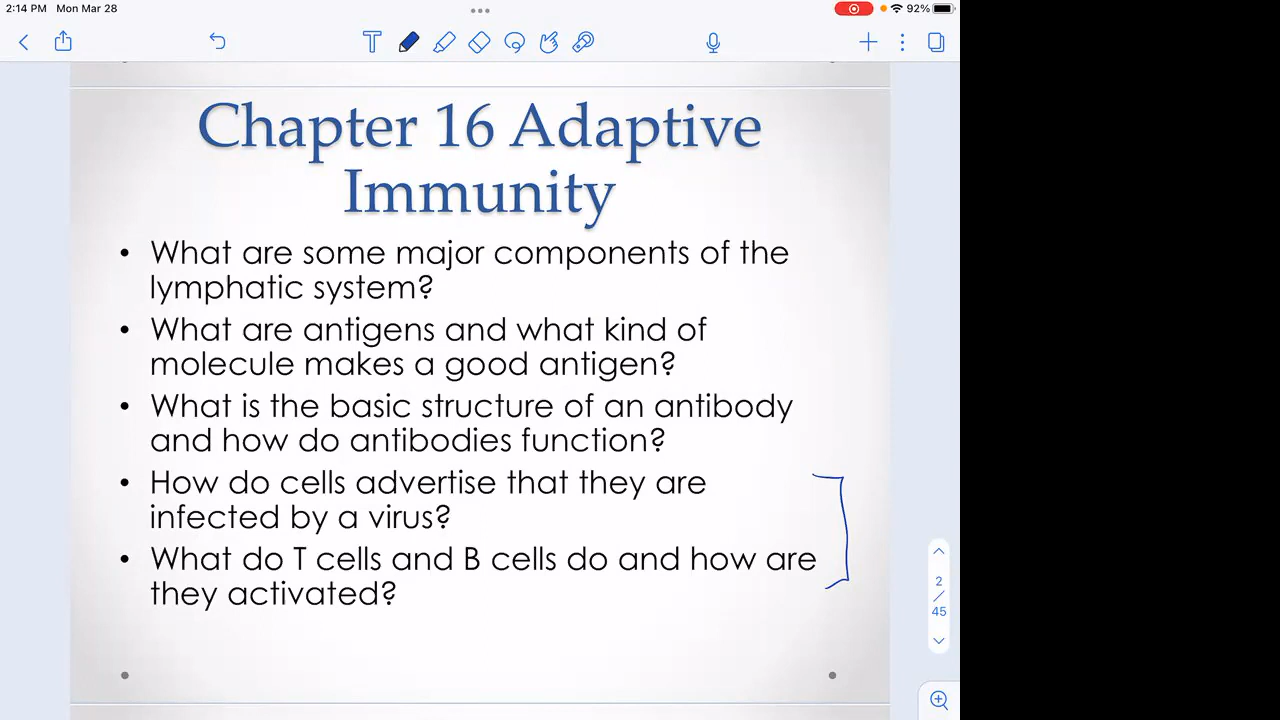 2:14 PM Mon Mar 28
92%
T
Chapter 16 Adaptive
Immunity
• What are some major components of the
lymphatic system?
• What are antigens and what kind of
molecule makes a good antigen?
• What is the basic structure of an antibody
and how do antibodies function?
• How do cells advertise that they are
infected by a virus?
• What do T cells and B cells do and how are
they activated?
2
/
45